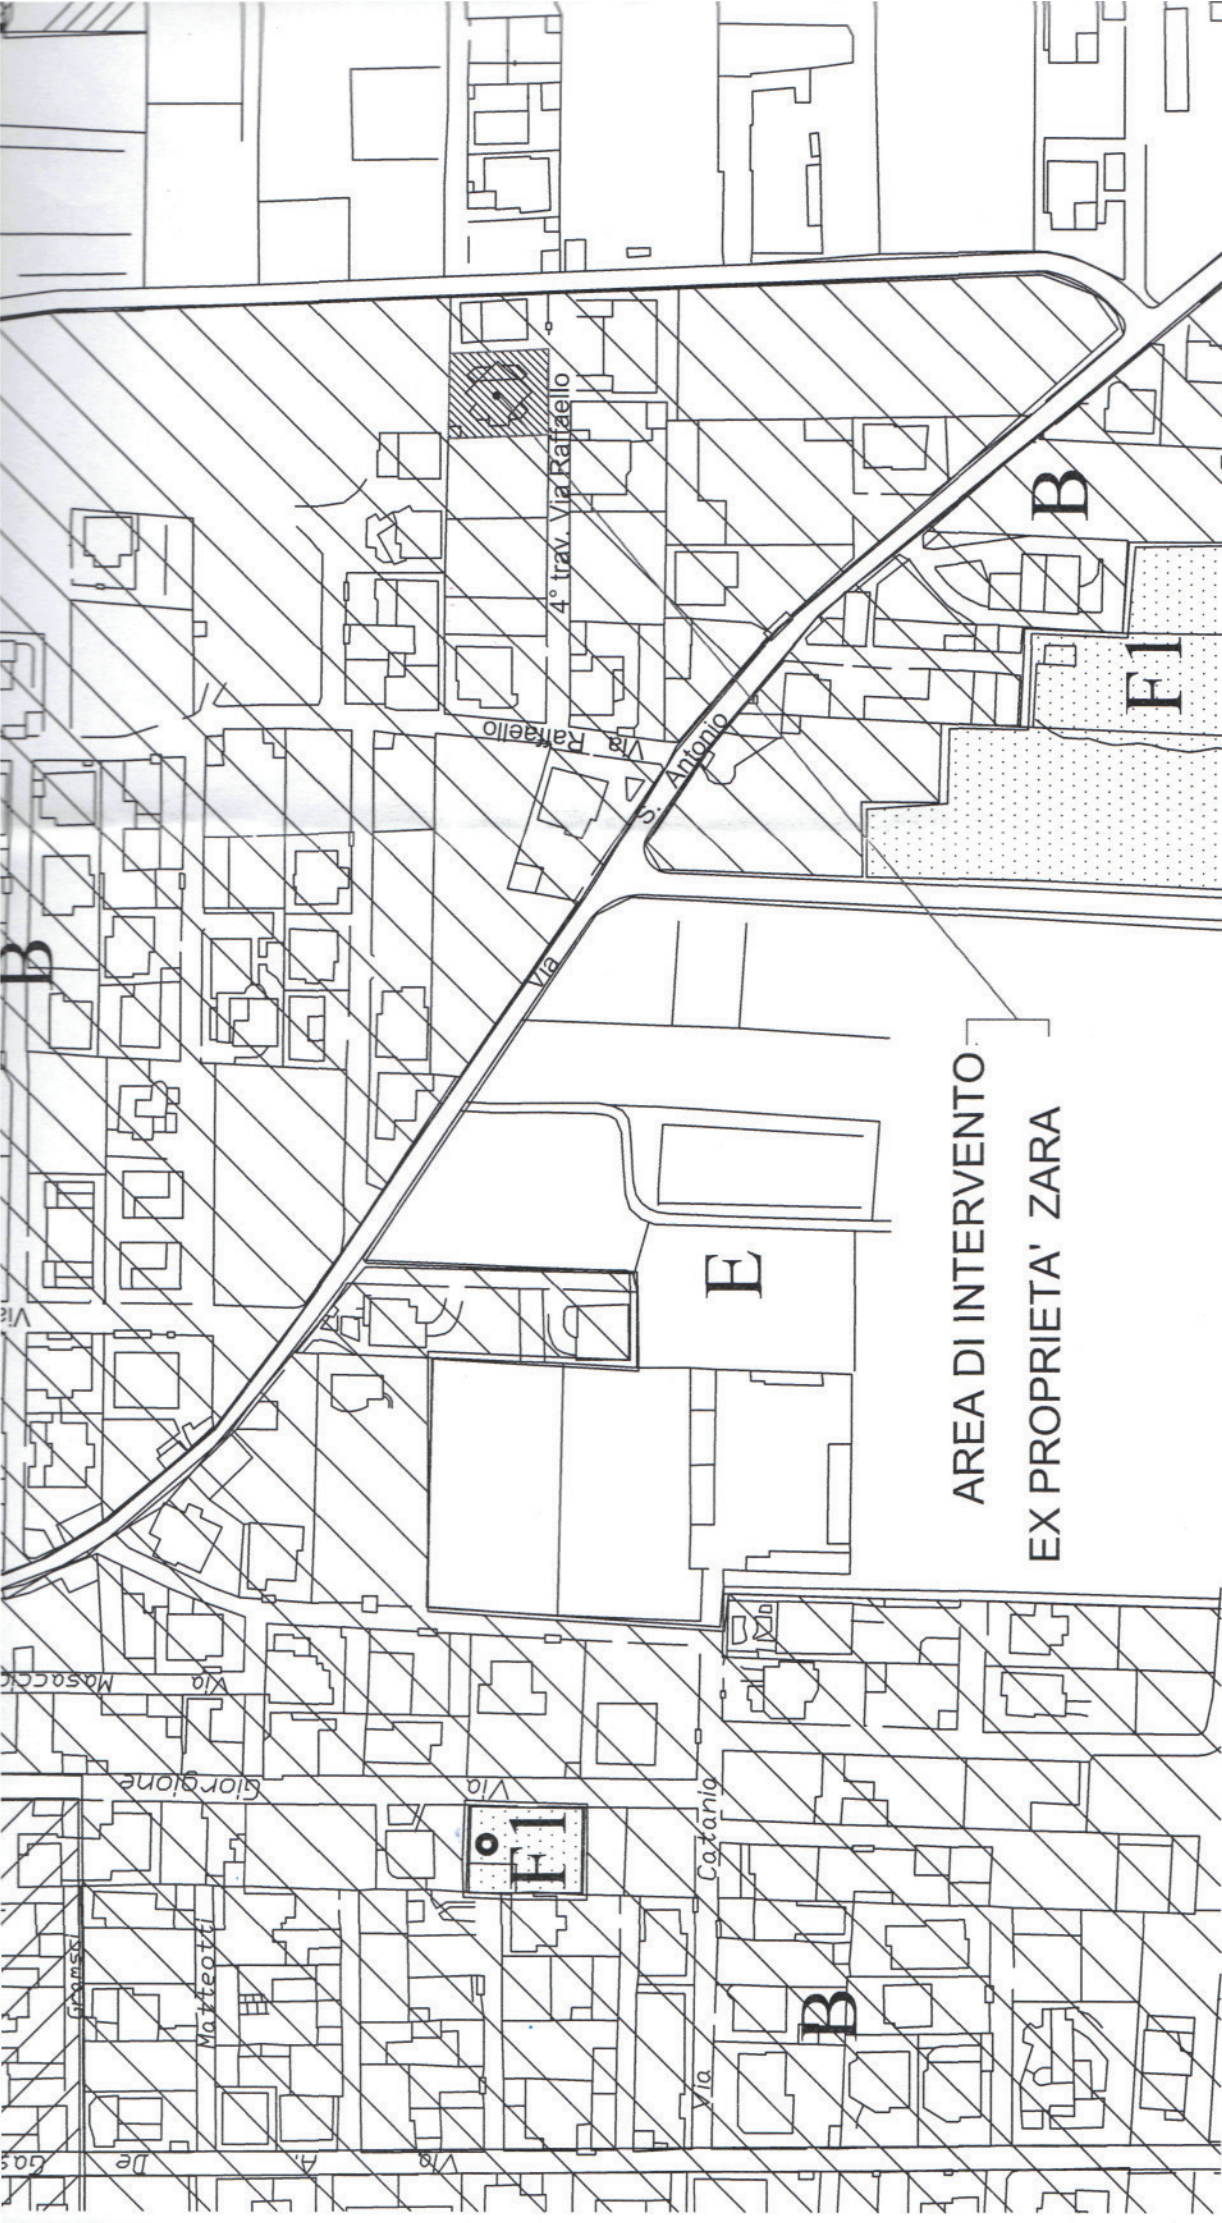 B
4° trav. Via Raffaello
Via Raffaello
Via S. Antonio
B
F1
E
AREA DI INTERVENTO
EX PROPRIETA' ZARA
Via
Via Masaccio
Via Giorgione
F1
Via Catania
Gramsci
Matteotti
B
Via A. De Gas